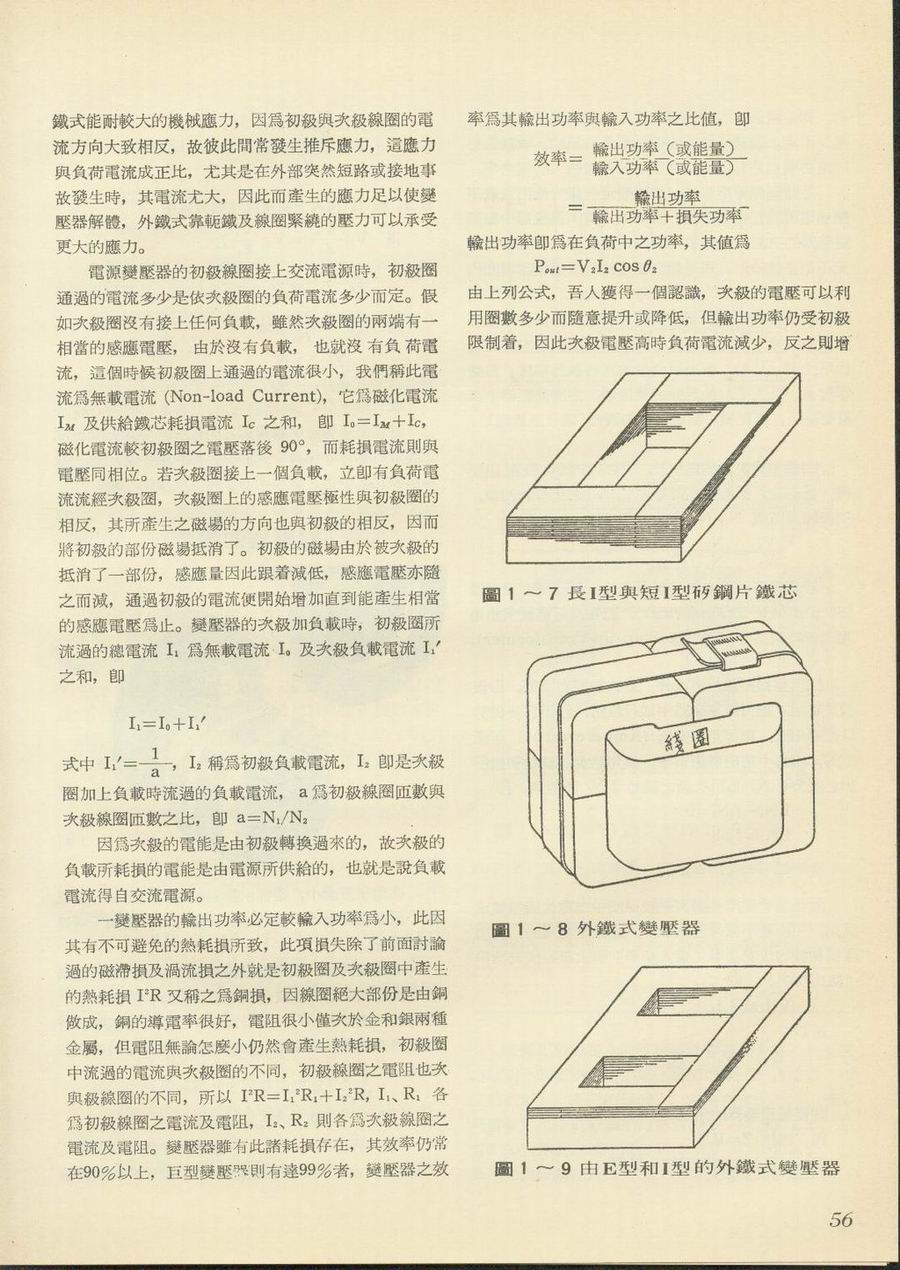 鐵式能耐較大的機械應力，因爲初級與次級線圈的電
流方向大致相反，故彼此間常發生推斥應力，這應力
與負荷電流成正比，尤其是在外部突然短路或接地事
故發生時，其電流尤大，因此而產生的應力足以使變
壓器解體，外鐵式靠軛鐵及線圈緊繞的壓力可以承受
更大的應力。
電源變壓器的初級線圈接上交流電源時，初級圈
通過的電流多少是依次級圈的負荷電流多少而定。假
如次級圈沒有接上任何負載，雖然次級圈的兩端有一
相當的感應電壓， 由於沒有負載， 也就沒 有負 荷電
流，這個時候初級圈上通過的電流很小，我們稱此電
流爲無載電流 (Non-load Current)，它爲磁化電流
I_M 及供給鐵芯耗損電流 I_C 之和， 卽 I₀=I_M+I_C，
磁化電流較初級圈之電壓落後 90°，而耗損電流則與
電壓同相位。若次級圈接上一個負載，立卽有負荷電
流流經次級圈，次級圈上的感應電壓極性與初級圈的
相反，其所產生之磁場的方向也與初級的相反，因而
將初級的部份磁場抵消了。初級的磁場由於被次級的
抵消了一部份，感應量因此跟着減低，感應電壓亦隨
之而減，通過初級的電流便開始增加直到能產生相當
的感應電壓爲止。變壓器的次級加負載時，初級圈所
流過的總電流 I₁ 爲無載電流 I₀ 及次級負載電流 I₁′
之和，卽
I₁=I₀+I₁′
式中 I₁′=1/a，I₂ 稱爲初級負載電流，I₂ 卽是次級
圈加上負載時流過的負載電流， a 爲初級線圈匝數與
次級線圈匝數之比，卽 a=N₁/N₂
因爲次級的電能是由初級轉換過來的，故次級的
負載所耗損的電能是由電源所供給的，也就是說負載
電流得自交流電源。
一變壓器的輸出功率必定較輸入功率爲小，此因
其有不可避免的熱耗損所致，此項損失除了前面討論
過的磁滯損及渦流損之外就是初級圈及次級圈中產生
的熱耗損 I²R 又稱之爲銅損，因線圈絕大部份是由銅
做成，銅的導電率很好，電阻很小僅次於金和銀兩種
金屬，但電阻無論怎麼小仍然會產生熱耗損，初級圈
中流過的電流與次級圈的不同，初級線圈之電阻也次
與級線圈的不同，所以 I²R=I₁²R₁+I₂²R, I₁、R₁ 各
爲初級線圈之電流及電阻，I₂、R₂ 則各爲次級線圈之
電流及電阻。變壓器雖有此諸耗損存在，其效率仍常
在90%以上，巨型變壓器則有達99%者，變壓器之效
率爲其輸出功率與輸入功率之比值，卽
效率=輸出功率（或能量）/輸入功率（或能量）
=輸出功率/輸出功率+損失功率
輸出功率卽爲在負荷中之功率，其值爲
P_out=V₂I₂ cos θ₂
由上列公式，吾人獲得一個認識，次級的電壓可以利
用圈數多少而隨意提升或降低，但輸出功率仍受初級
限制着，因此次級電壓高時負荷電流減少，反之則增
圖 1 ～ 7 長I型與短I型矽鋼片鐵芯
綫圈
圖 1 ～ 8 外鐵式變壓器
圖 1 ～ 9 由E型和I型的外鐵式變壓器
56